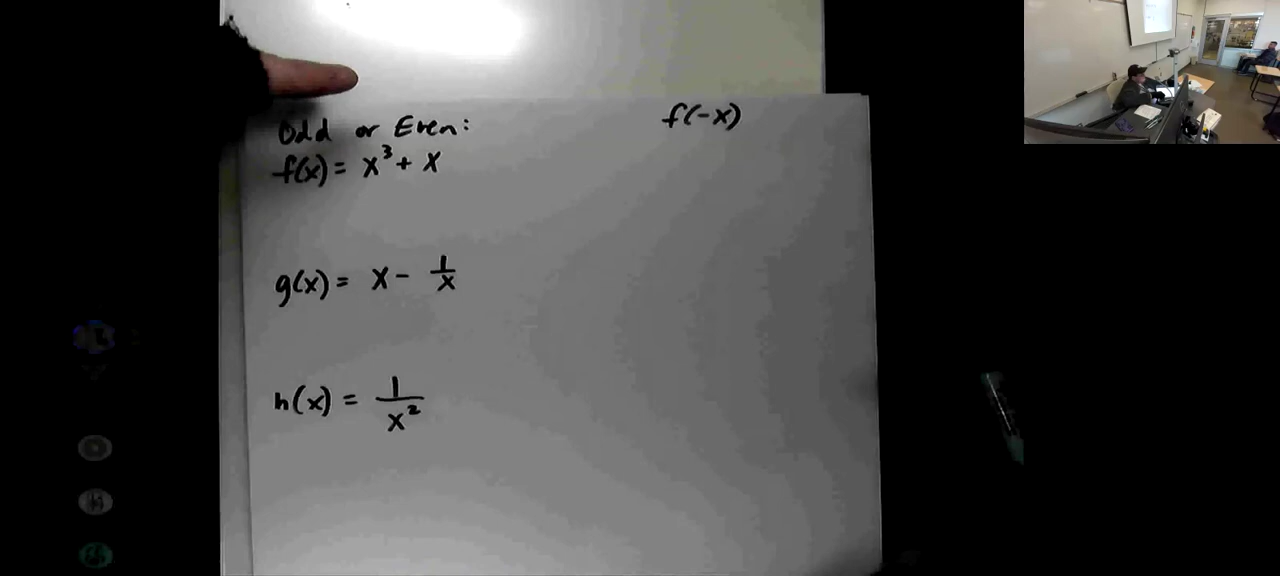 Odd or Even:
f(-x)
f(x) = x³ + x
g(x) = x - 1/x
h(x) = 1/x²